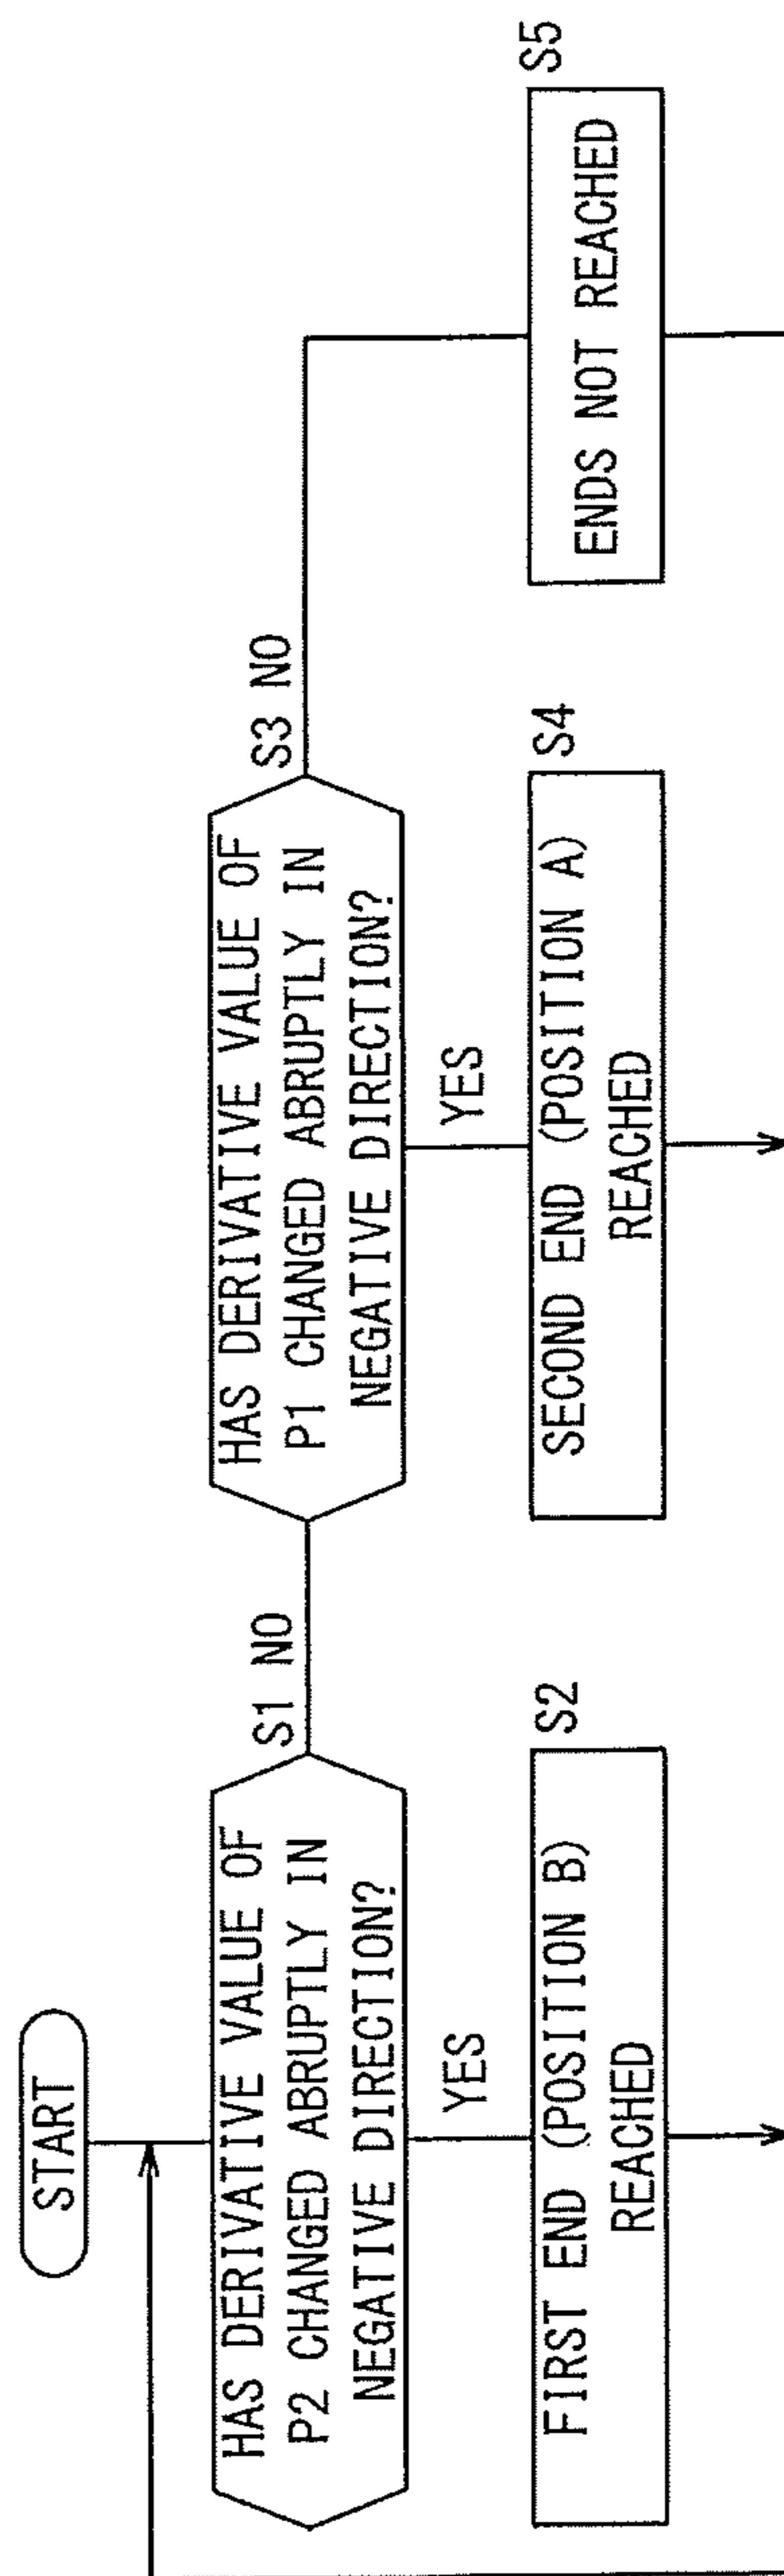 START
HAS DERIVATIVE VALUE OF
P2 CHANGED ABRUPTLY IN
NEGATIVE DIRECTION?
S1 NO
YES
FIRST END (POSITION B)
REACHED
S2
HAS DERIVATIVE VALUE OF
P1 CHANGED ABRUPTLY IN
NEGATIVE DIRECTION?
S3 NO
YES
SECOND END (POSITION A)
REACHED
S4
ENDS NOT REACHED
S5